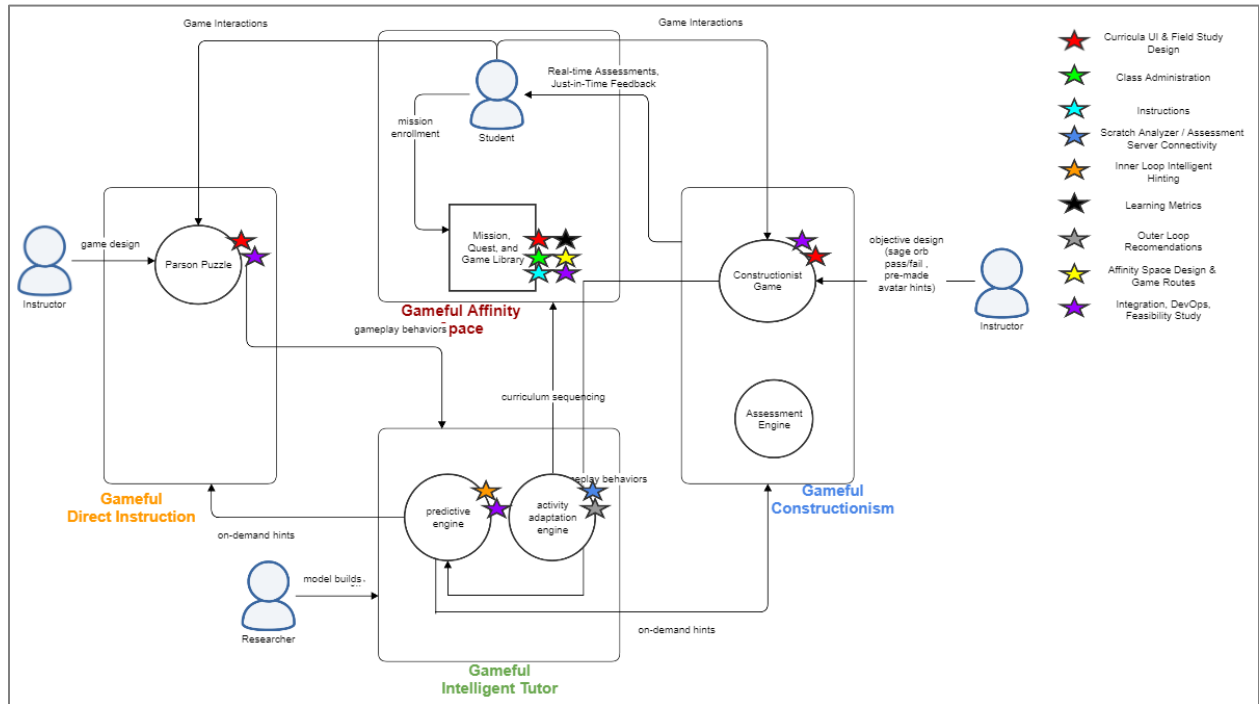 Game Interactions
Game Interactions
Real-time Assessments,
Just-in-Time Feedback
Student
mission
enrollment
Instructor
game design
Parson Puzzle
Mission,
Quest, and
Game Library
Gameful Affinity
pace
gameplay behaviors
Constructionist
Game
objective design
(sage orb
pass/fail ,
pre-made
avatar hints)
Instructor
Assessment
Engine
curriculum sequencing
eplay behaviors
predictive
engine
activity
adaptation
engine
Gameful
Direct Instruction
Gameful
Constructionism
on-demand hints
on-demand hints
model builds
Researcher
Gameful
Intelligent Tutor
Curricula UI & Field Study
Design
Class Administration
Instructions
Scratch Analyzer / Assessment
Server Connectivity
Inner Loop Intelligent
Hinting
Learning Metrics
Outer Loop
Recomendations
Affinity Space Design &
Game Routes
Integration, DevOps,
Feasibility Study